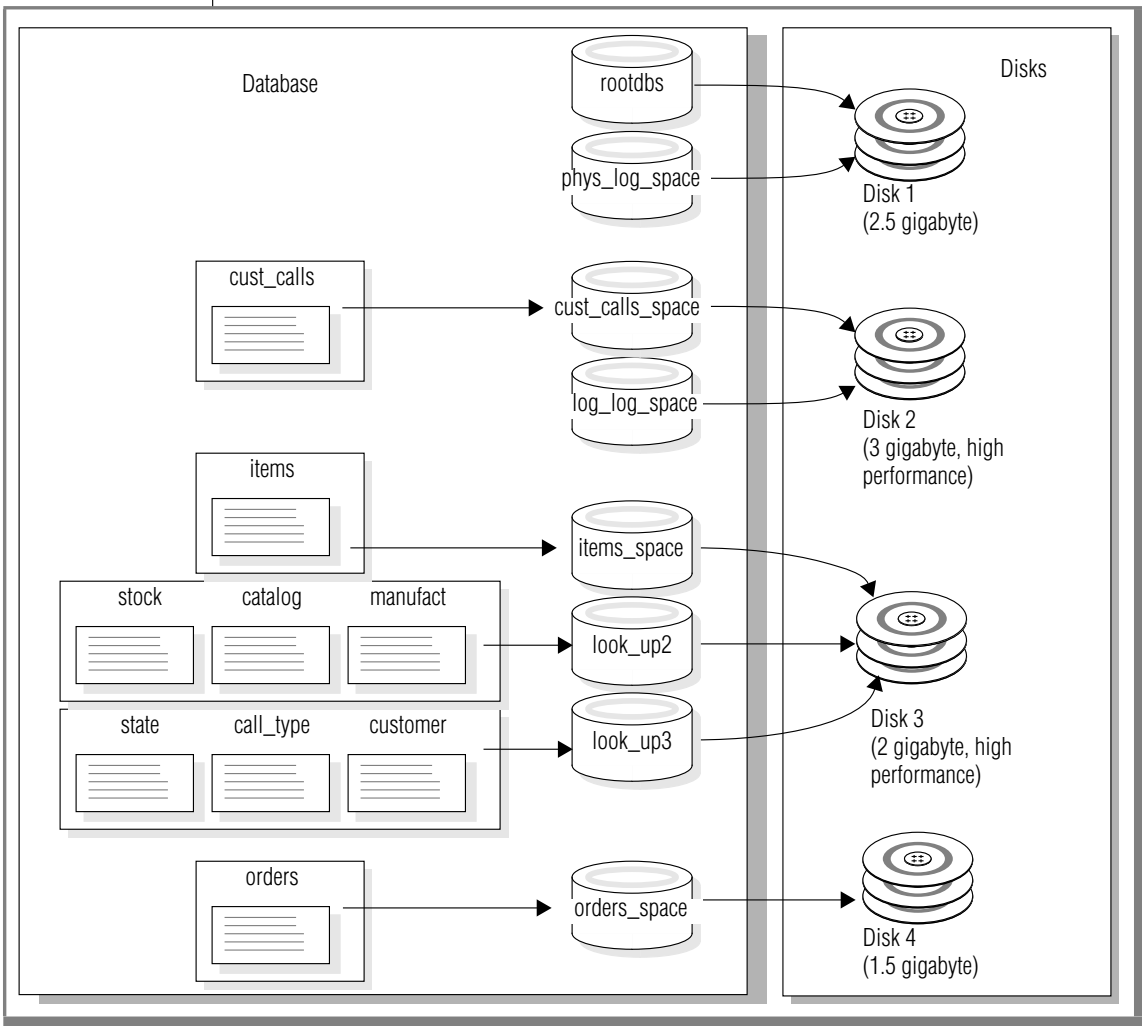 Database
Disks
rootdbs
phys_log_space
Disk 1
(2.5 gigabyte)
cust_calls
cust_calls_space
log_log_space
Disk 2
(3 gigabyte, high
performance)
items
items_space
stock
catalog
manufact
look_up2
state
call_type
customer
look_up3
Disk 3
(2 gigabyte, high
performance)
orders
orders_space
Disk 4
(1.5 gigabyte)